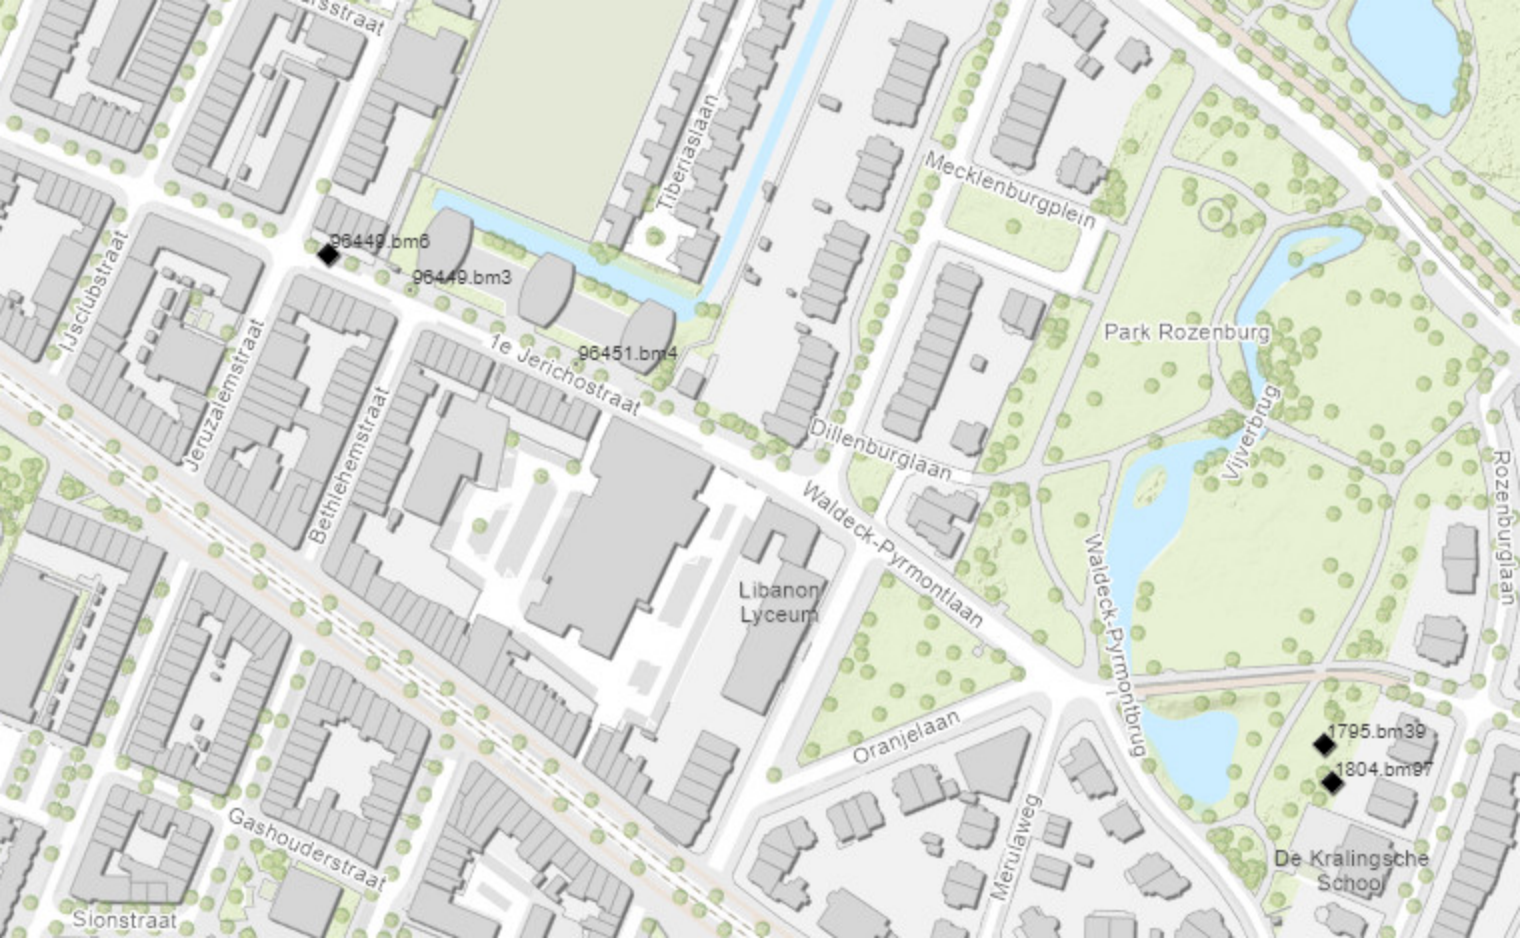 rsstraat
Tiberiaslaan
Mecklenburgplein
96449.bm6
96449.bm3
IJsclubstraat
Park Rozenburg
1e Jerichostraat
96451.bm4
Jeruzalemstraat
Bethlehemstraat
Dillenburglaan
Vijverbrug
Rozenburglaan
Waldeck-Pyrmontlaan
Waldeck-Pyrmontbrug
Libanon
Lyceum
Oranjelaan
1795.bm39
1804.bm97
Merulaweg
Gashouderstraat
De Kralingsche
School
Sionstraat